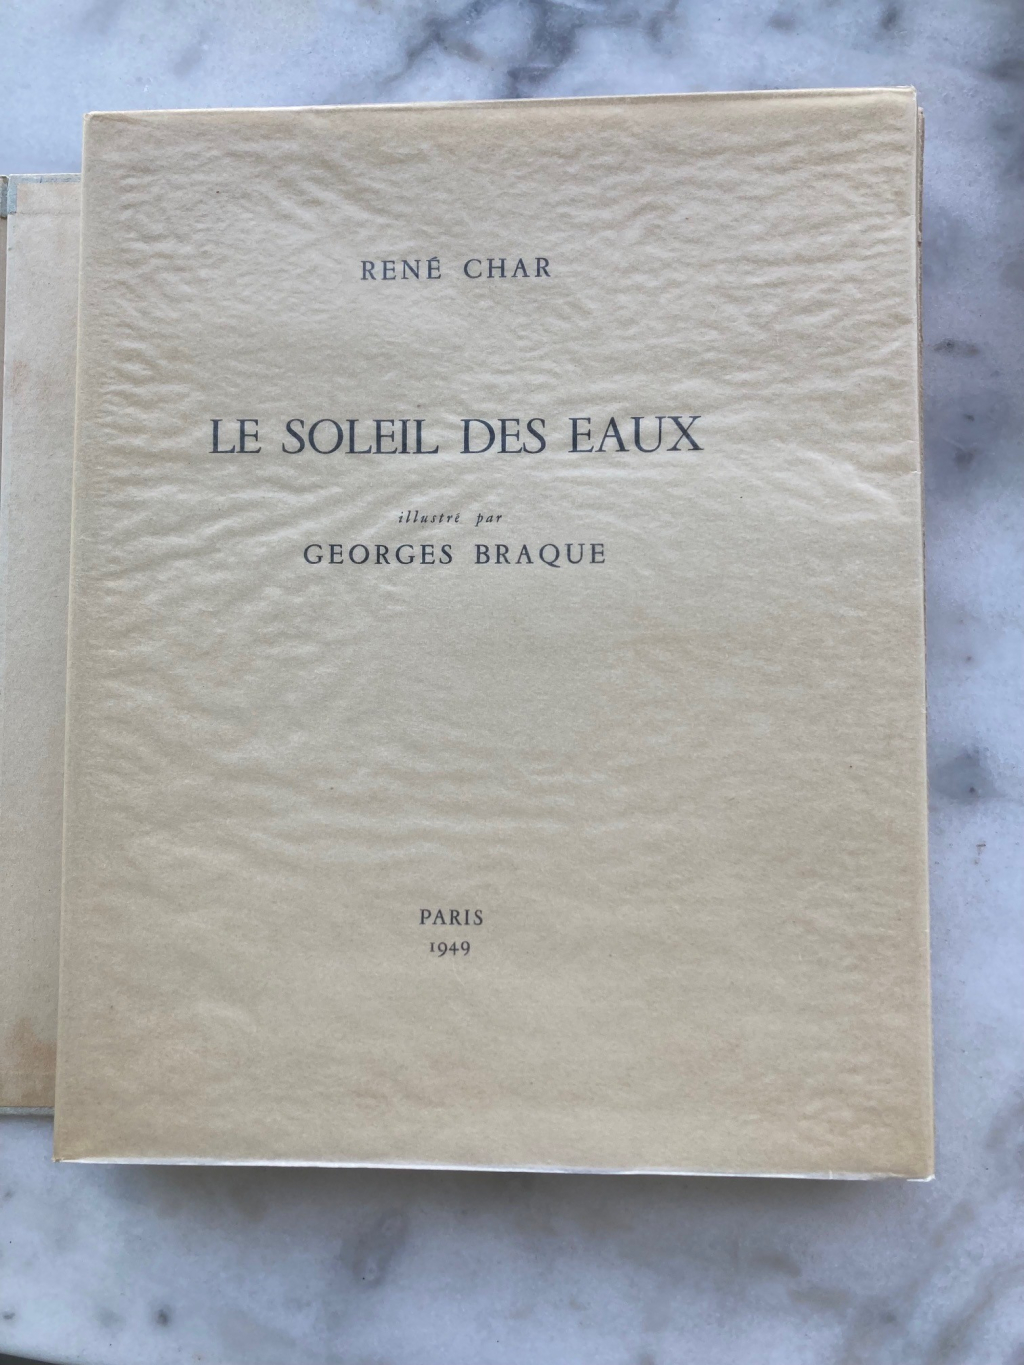 RENÉ CHAR
LE SOLEIL DES EAUX
illustré par
GEORGES BRAQUE
PARIS
1949